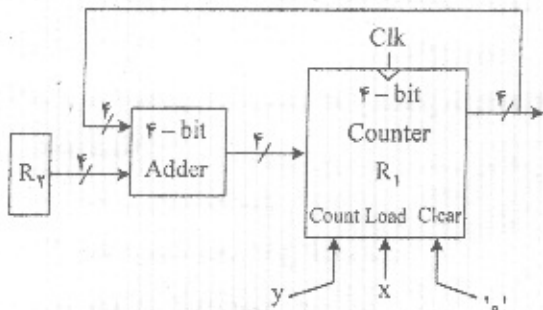 Clk
۴
۴ - bit
Counter
R۱
Count Load Clear
۴
۴ - bit
Adder
۴
۴
R۲
y
x
'۰'